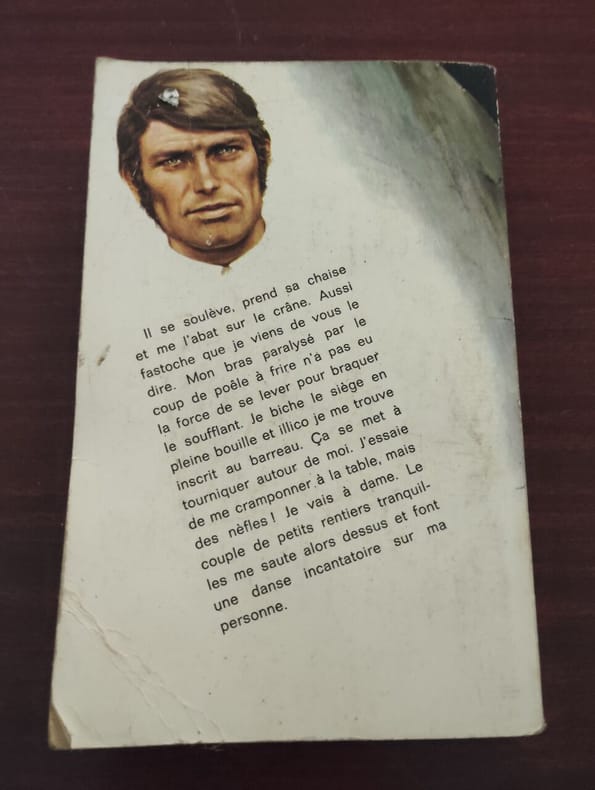 Il se soulève, prend sa chaise
et me l'abat sur le crâne. Aussi
fastoche que je viens de vous le
dire. Mon bras paralysé par le
coup de poêle à frire n'a pas eu
la force de se lever pour braquer
le soufflant. Je biche le siège en
pleine bouille et illico je me trouve
inscrit au barreau. Ça se met à
tourniquer autour de moi. J'essaie
de me cramponner à la table, mais
des nèfles ! Je vais à dame. Le
couple de petits rentiers tranquil-
les me saute alors dessus et font
une danse incantatoire sur ma
personne.